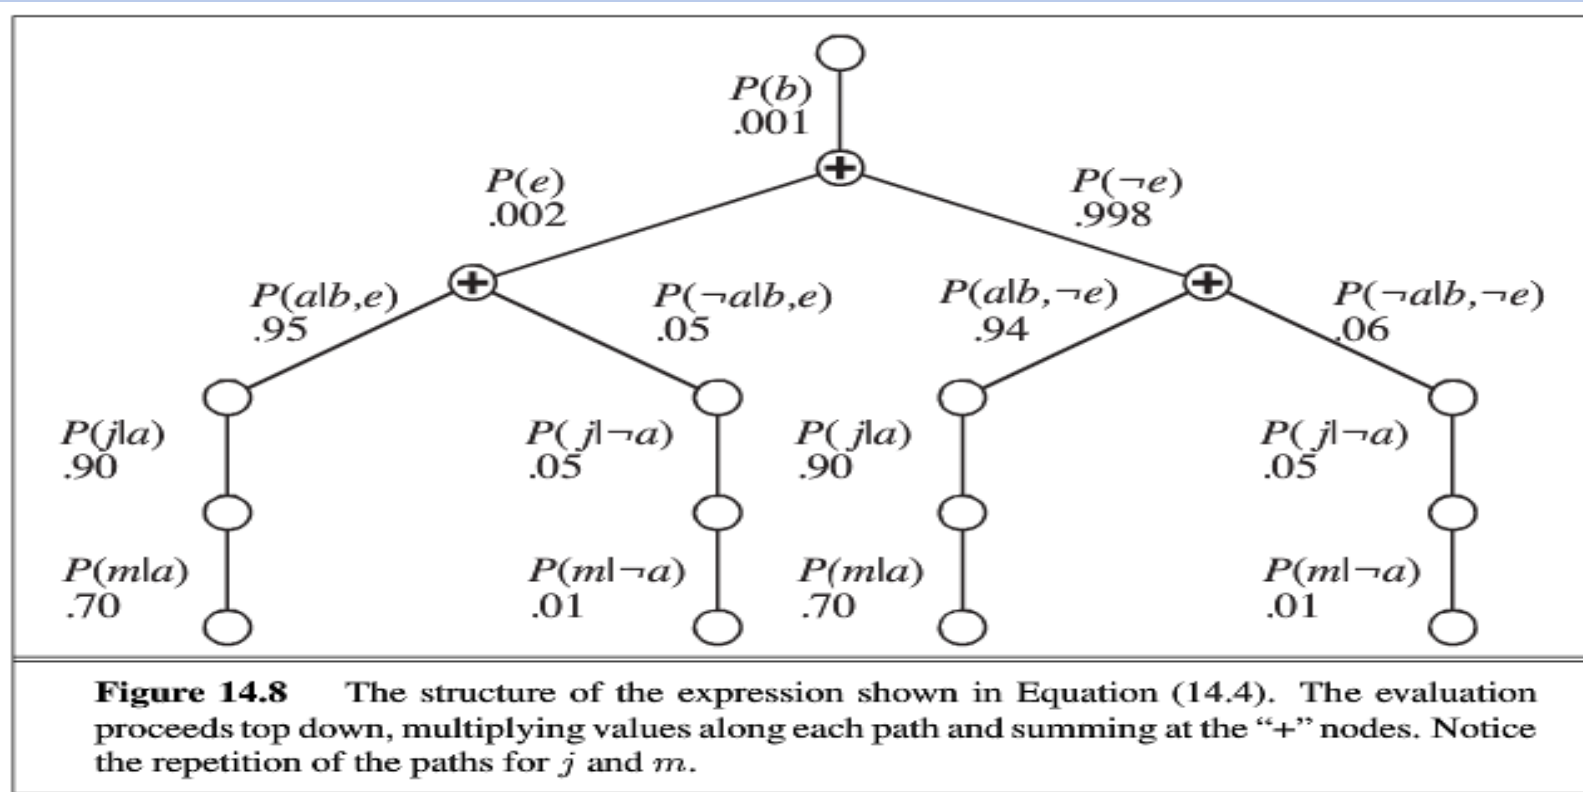 P(b)
.001
P(e)
.002
P(¬e)
.998
P(a|b,e)
.95
P(¬a|b,e)
.05
P(a|b,¬e)
.94
P(¬a|b,¬e)
.06
P(j|a)
.90
P(j|¬a)
.05
P(j|a)
.90
P(j|¬a)
.05
P(m|a)
.70
P(m|¬a)
.01
P(m|a)
.70
P(m|¬a)
.01
Figure 14.8 The structure of the expression shown in Equation (14.4). The evaluation
proceeds top down, multiplying values along each path and summing at the “+” nodes. Notice
the repetition of the paths for j and m.